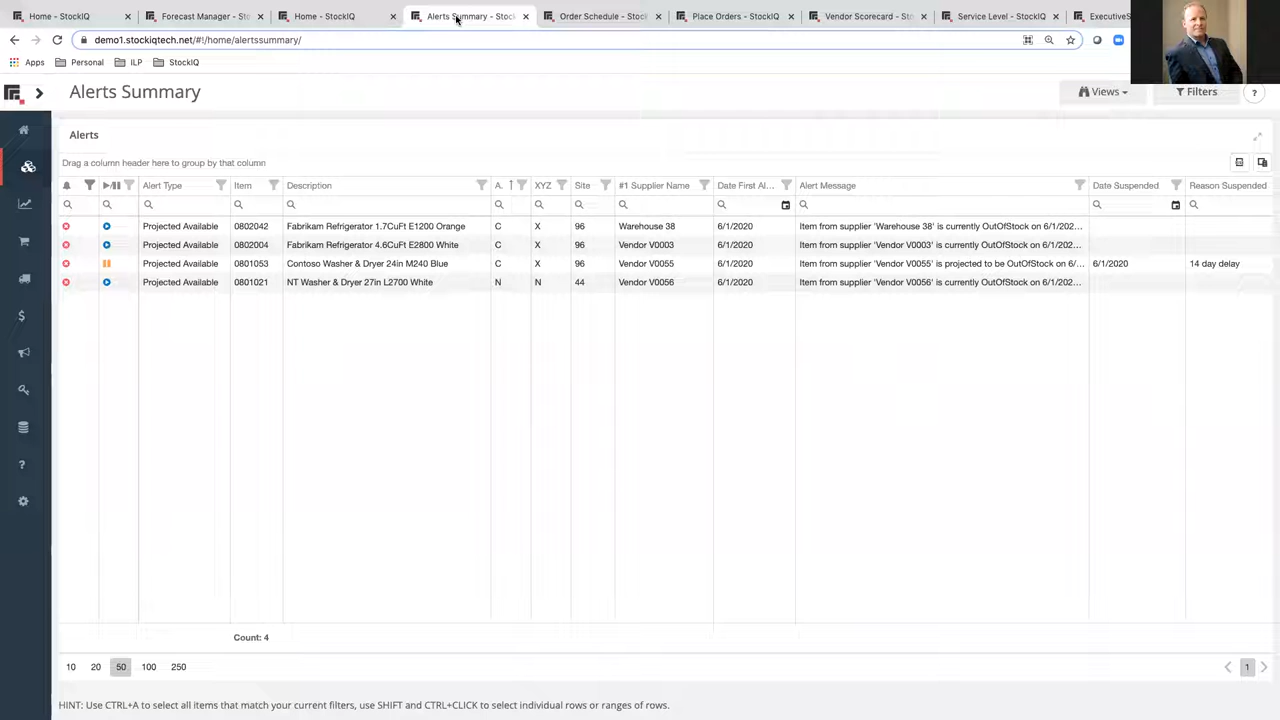 Home - StockIQ
Forecast Manager - Sto
Home - StockIQ
Alerts Summary - Stock
Order Schedule - Stock
Place Orders - StockIQ
Vendor Scorecard - Sto
Service Level - StockIQ
ExecutiveS
demo1.stockiqtech.net/#!/home/alertssummary/
Apps Personal ILP StockIQ
Alerts Summary
Views
Filters
?
Alerts
Drag a column header here to group by that column
Alert Type Item Description A. XYZ Site #1 Supplier Name Date First Al... Alert Message Date Suspended Reason Suspended
Projected Available 0802042 Fabrikam Refrigerator 1.7CuFt E1200 Orange C X 96 Warehouse 38 6/1/2020 Item from supplier 'Warehouse 38' is currently OutOfStock on 6/1/202...
Projected Available 0802004 Fabrikam Refrigerator 4.6CuFt E2800 White C X 96 Vendor V0003 6/1/2020 Item from supplier 'Vendor V0003' is currently OutOfStock on 6/1/202...
Projected Available 0801053 Contoso Washer & Dryer 24in M240 Blue C X 96 Vendor V0055 6/1/2020 Item from supplier 'Vendor V0055' is projected to be OutOfStock on 6/... 6/1/2020 14 day delay
Projected Available 0801021 NT Washer & Dryer 27in L2700 White N N 44 Vendor V0056 6/1/2020 Item from supplier 'Vendor V0056' is currently OutOfStock on 6/1/202...
Count: 4
10 20 50 100 250
1
HINT: Use CTRL+A to select all items that match your current filters, use SHIFT and CTRL+CLICK to select individual rows or ranges of rows.